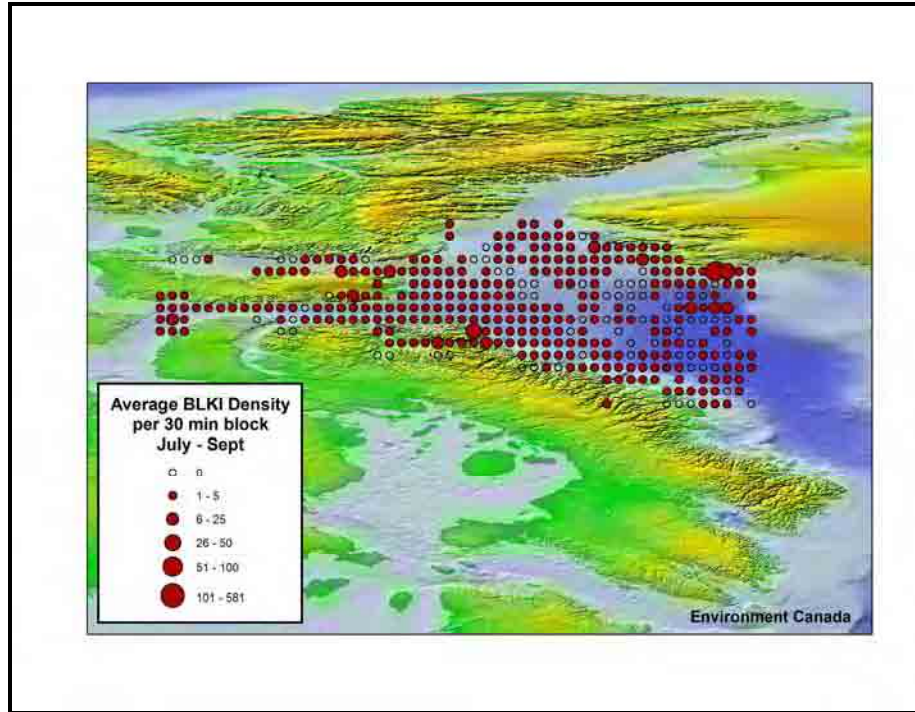 Average BLKI Density
per 30 min block
July - Sept
0
1 - 5
6 - 25
26 - 50
51 - 100
101 - 581
Environment Canada